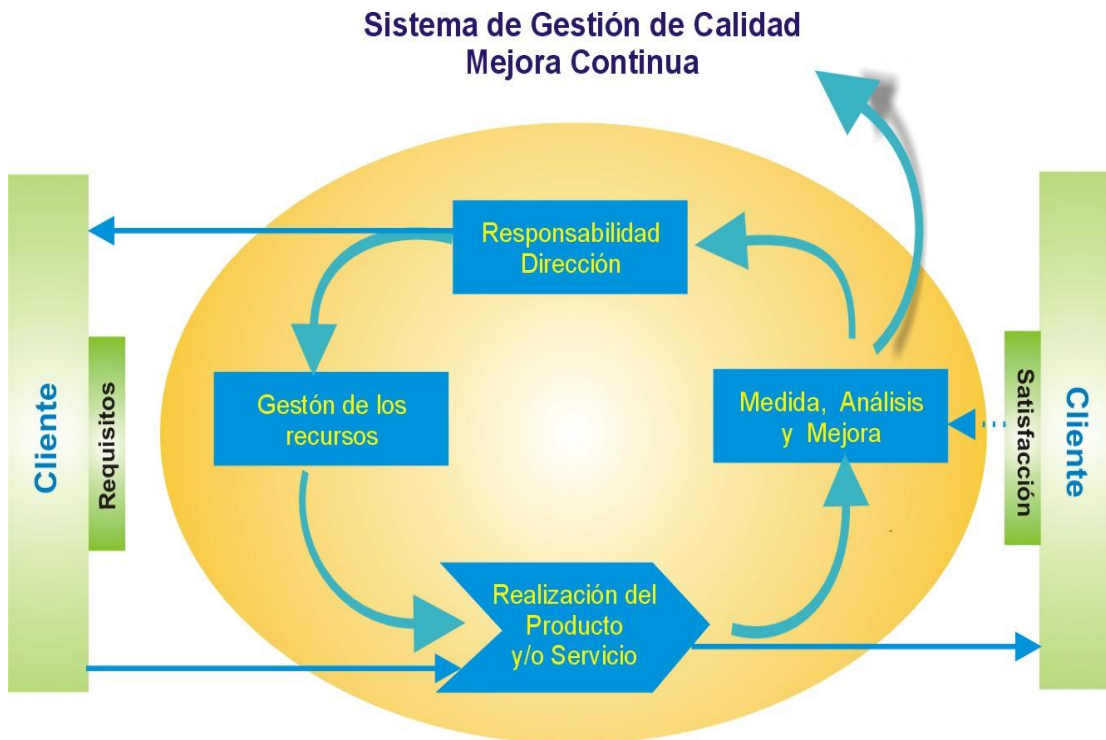 Sistema de Gestión de Calidad
Mejora Continua
Responsabilidad
Dirección
Cliente
Requisitos
Gestón de los
recursos
Medida, Análisis
y Mejora
Satisfacción
Cliente
Realización del
Producto
y/o Servicio